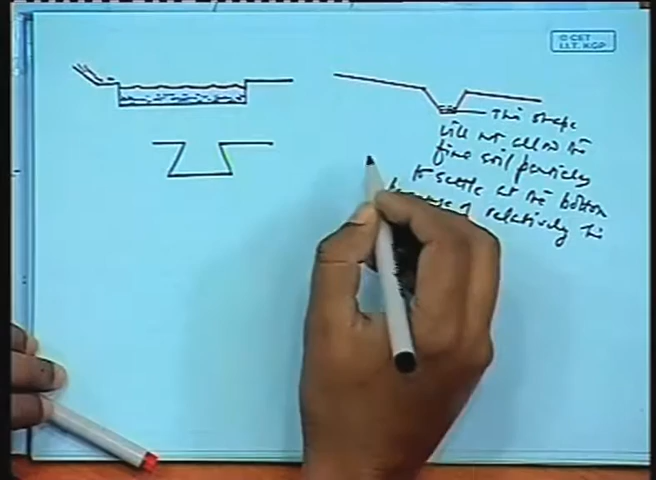 © CET
I.I.T. KGP
This shape
will not allow the
fine soil particles
to settle at the bottom
because of relatively